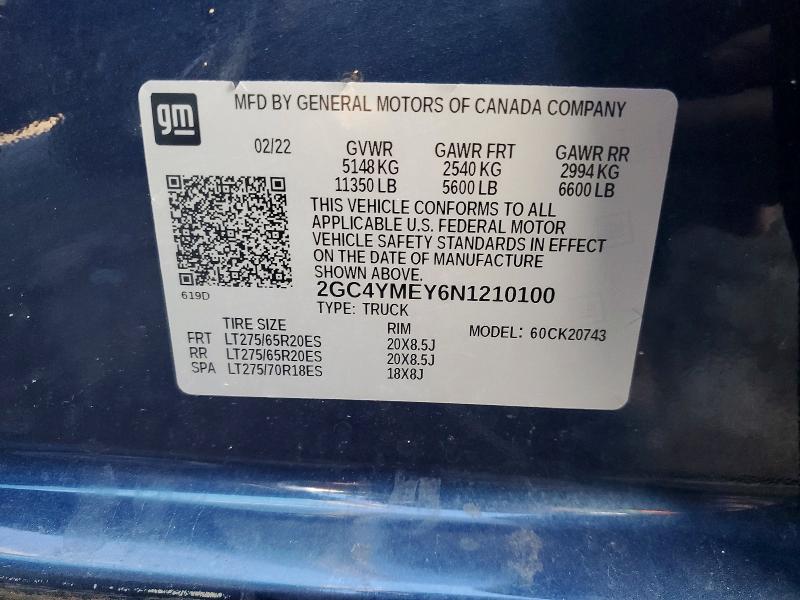 gm
MFD BY GENERAL MOTORS OF CANADA COMPANY
02/22 GVWR GAWR FRT GAWR RR
5148 KG 2540 KG 2994 KG
11350 LB 5600 LB 6600 LB
THIS VEHICLE CONFORMS TO ALL
APPLICABLE U.S. FEDERAL MOTOR
VEHICLE SAFETY STANDARDS IN EFFECT
ON THE DATE OF MANUFACTURE
SHOWN ABOVE.
619D
2GC4YMEY6N1210100
TYPE: TRUCK
TIRE SIZE RIM MODEL: 60CK20743
FRT LT275/65R20ES 20X8.5J
RR LT275/65R20ES 20X8.5J
SPA LT275/70R18ES 18X8J